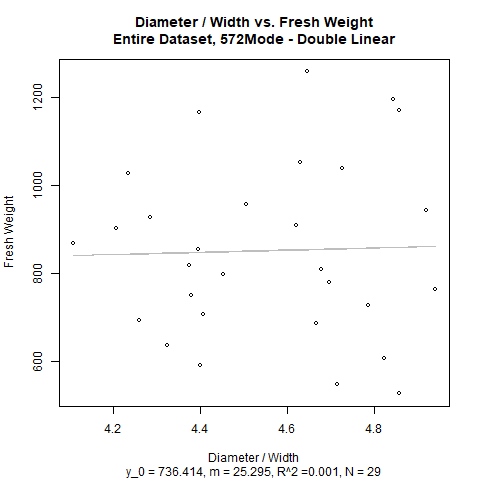 Diameter / Width vs. Fresh Weight
Entire Dataset, 572Mode - Double Linear
Fresh Weight
1200
1000
800
600
4.2 4.4 4.6 4.8
Diameter / Width
y_0 = 736.414, m = 25.295, R^2 =0.001, N = 29